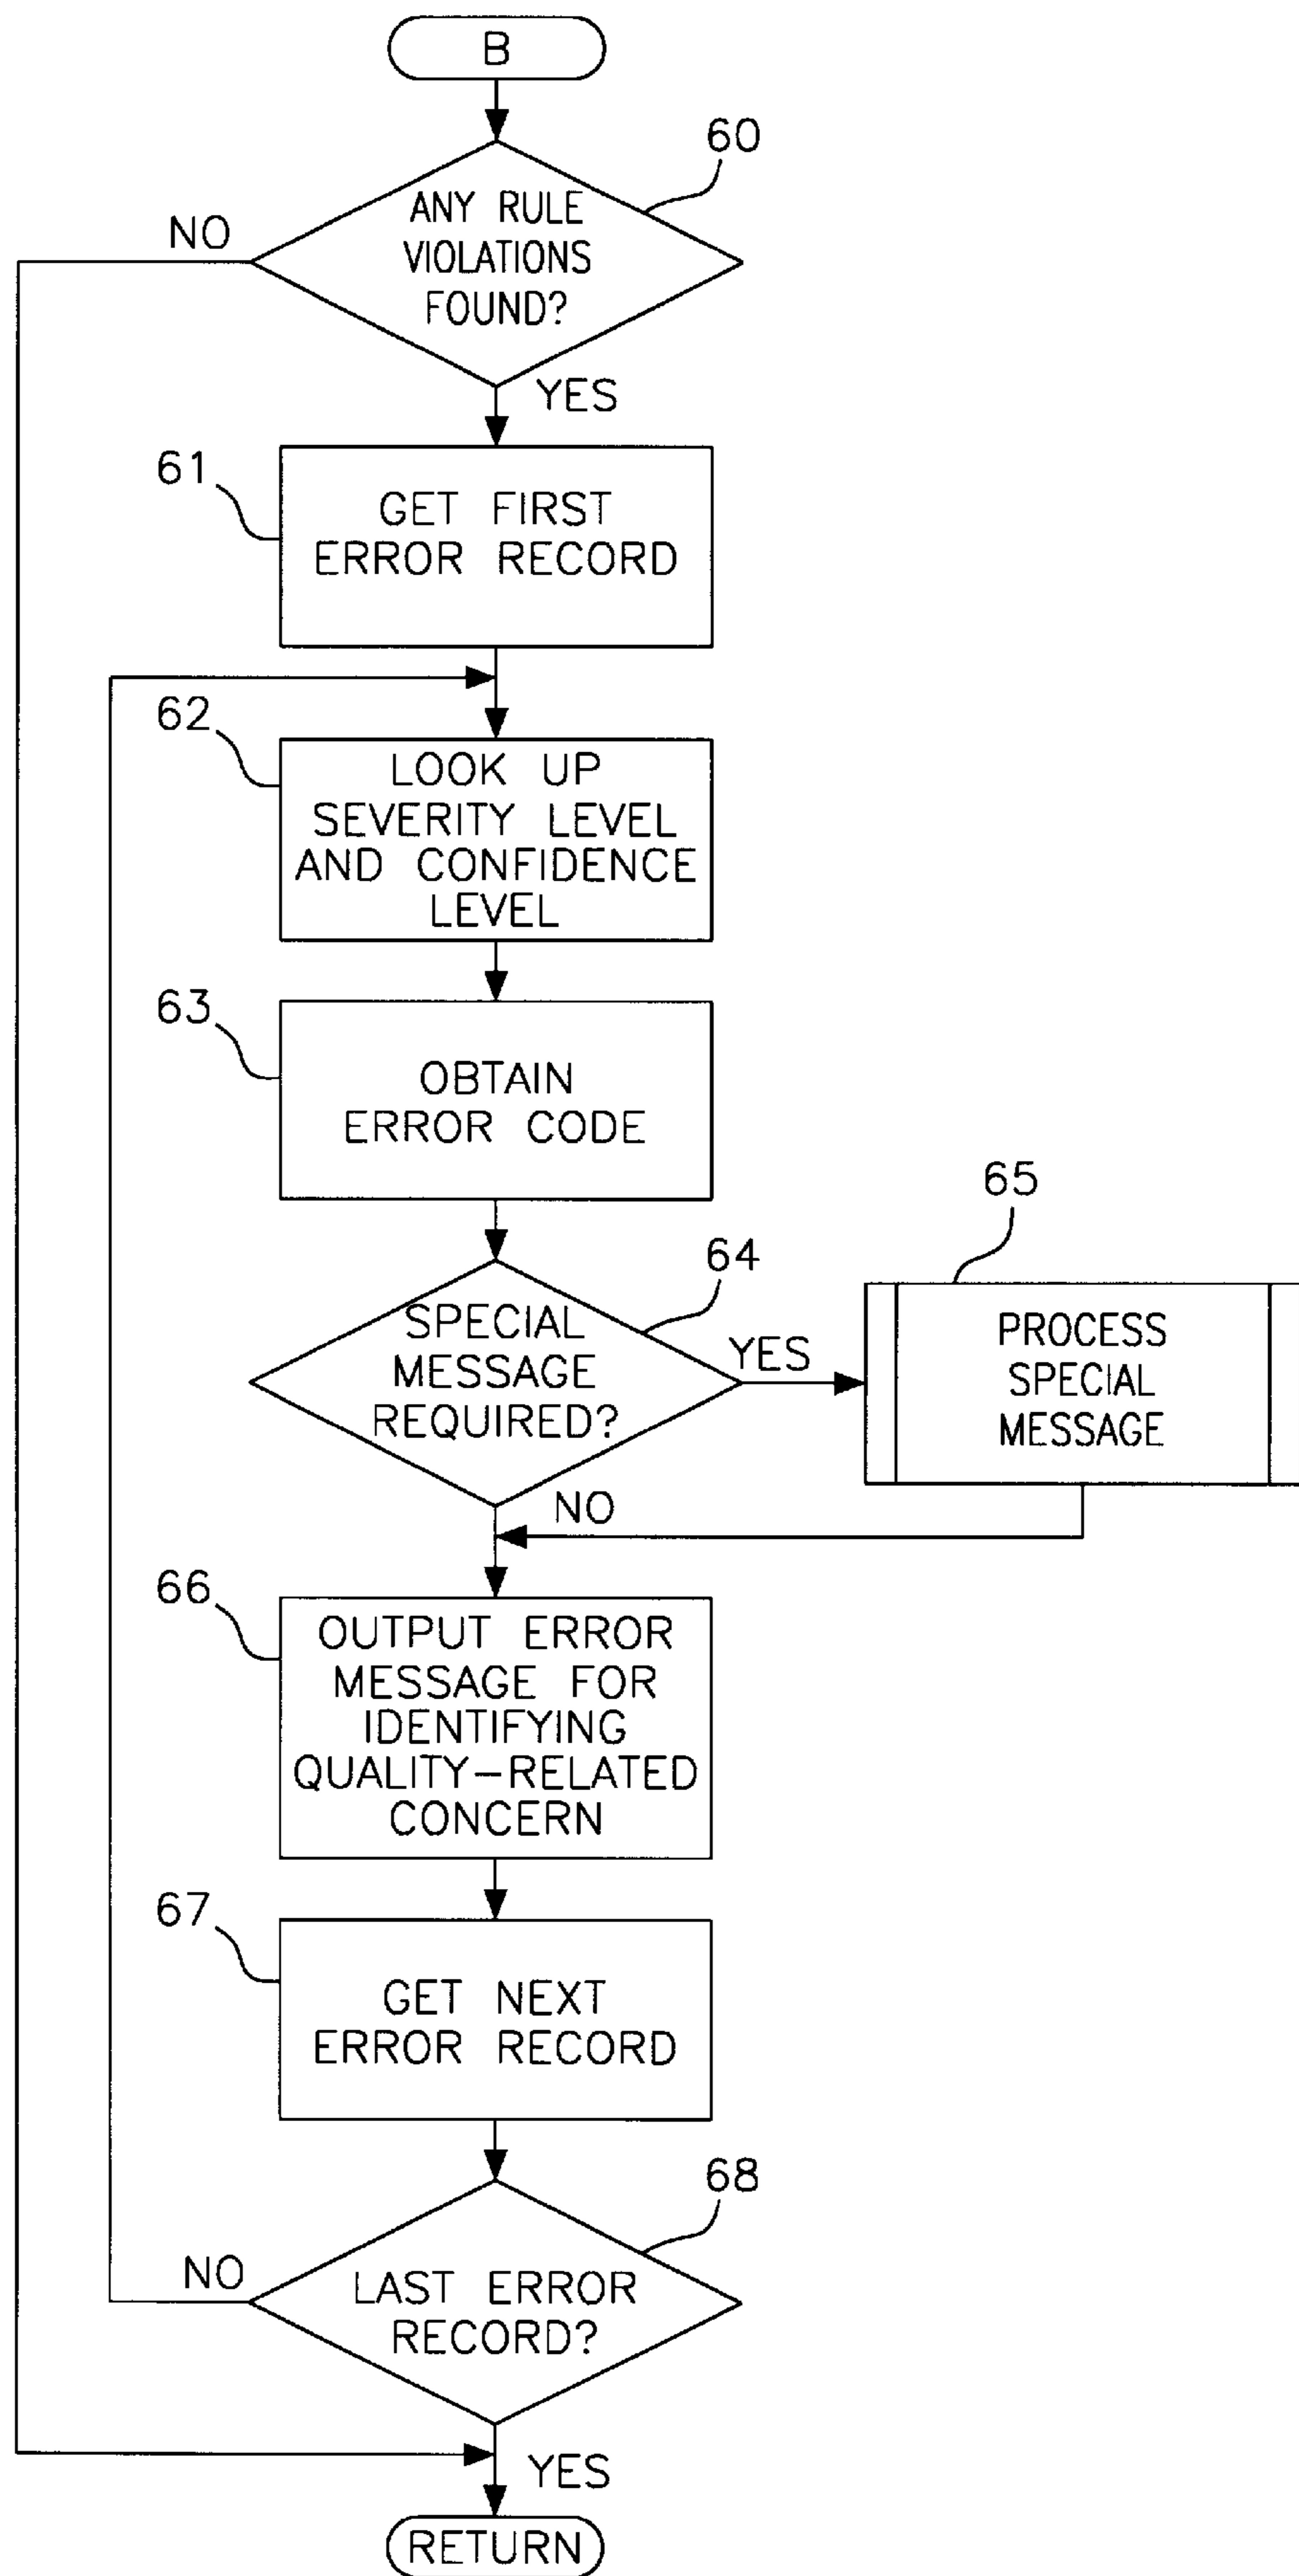 B
60
ANY RULE
VIOLATIONS
FOUND?
NO
YES
61
GET FIRST
ERROR RECORD
62
LOOK UP
SEVERITY LEVEL
AND CONFIDENCE
LEVEL
63
OBTAIN
ERROR CODE
64
SPECIAL
MESSAGE
REQUIRED?
YES
65
PROCESS
SPECIAL
MESSAGE
NO
66
OUTPUT ERROR
MESSAGE FOR
IDENTIFYING
QUALITY-RELATED
CONCERN
67
GET NEXT
ERROR RECORD
68
LAST ERROR
RECORD?
NO
YES
RETURN